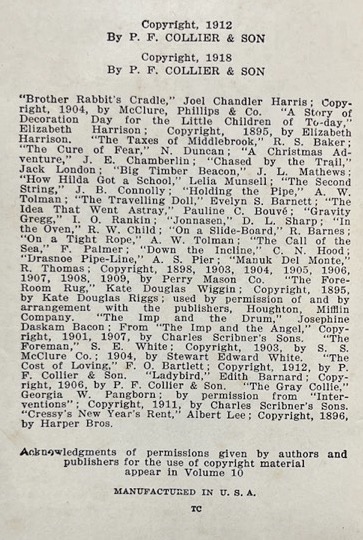 Copyright, 1912
By P. F. COLLIER & SON
Copyright, 1918
By P. F. COLLIER & SON
"Brother Rabbit's Cradle," Joel Chandler Harris; Copy-
right, 1904, by McClure, Phillips & Co. "A Story of
Decoration Day for the Little Children of To-day,"
Elizabeth Harrison; Copyright, 1895, by Elizabeth
Harrison. "The Taxes of Middlebrook," R. S. Baker;
"The Cure of Fear," N. Duncan; "A Christmas Ad-
venture," J. E. Chamberlin; "Chased by the Trail,"
Jack London; "Big Timber Beacon," J. L. Mathews;
"How Hilda Got a School," Lelia Munsell; "The Second
String," J. B. Connolly; "Holding the Pipe," A. W.
Tolman; "The Travelling Doll," Evelyn S. Barnett; "The
Idea That Went Astray," Pauline C. Bouvé; "Gravity
Gregg," I. O. Rankin; "Jonnasen," D. L. Sharp; "In
the Oven," R. W. Child; "On a Slide-Board," R. Barnes;
"On a Tight Rope," A. W. Tolman; "The Call of the
Sea," F. Palmer; "Down the Incline," C. N. Hood;
"Drasnoe Pipe-Line," A. S. Pier; "Manuk Del Monte,"
R. Thomas; Copyright, 1898, 1903, 1904, 1905, 1906,
1907, 1908, 1909, by Perry Mason Co. "The Fore-
Room Rug," Kate Douglas Wiggin; Copyright, 1895,
by Kate Douglas Riggs; used by permission of and by
arrangement with the publishers, Houghton, Mifflin
Company. "The Imp and the Drum," Josephine
Daskam Bacon; From "The Imp and the Angel," Copy-
right, 1901, 1907, by Charles Scribner's Sons. "The
Foreman," S. E. White; Copyright, 1903, by S. S.
McClure Co.; 1904, by Stewart Edward White. "The
Cost of Loving," F. O. Bartlett; Copyright, 1912, by P.
F. Collier & Son. "Ladybird," Edith Barnard; Copy-
right, 1906, by P. F. Collier & Son. "The Gray Collie,"
Georgia W. Pangborn; by permission from "Inter-
ventions"; Copyright, 1911, by Charles Scribner's Sons.
"Cressy's New Year's Rent," Albert Lee; Copyright, 1896,
by Harper Bros.
Acknowledgments of permissions given by authors and
publishers for the use of copyright material
appear in Volume 10
MANUFACTURED IN U. S. A.
TC